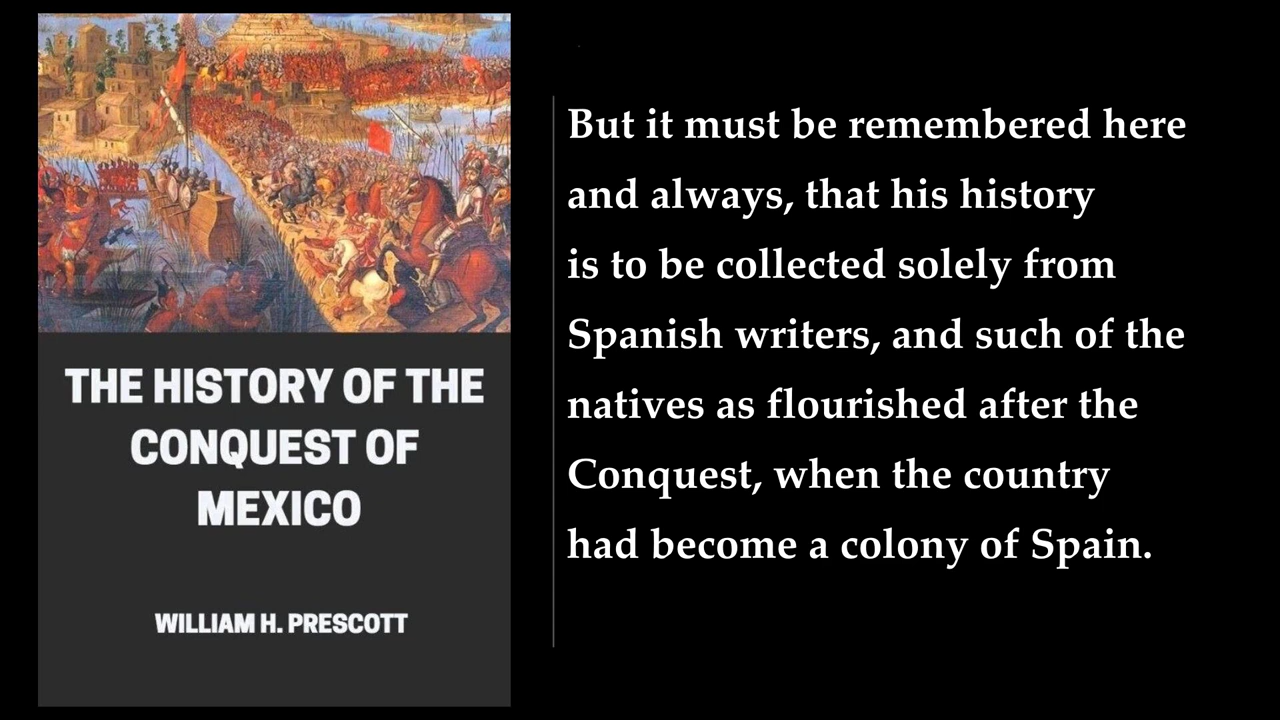 THE HISTORY OF THE
CONQUEST OF
MEXICO
WILLIAM H. PRESCOTT
But it must be remembered here
and always, that his history
is to be collected solely from
Spanish writers, and such of the
natives as flourished after the
Conquest, when the country
had become a colony of Spain.